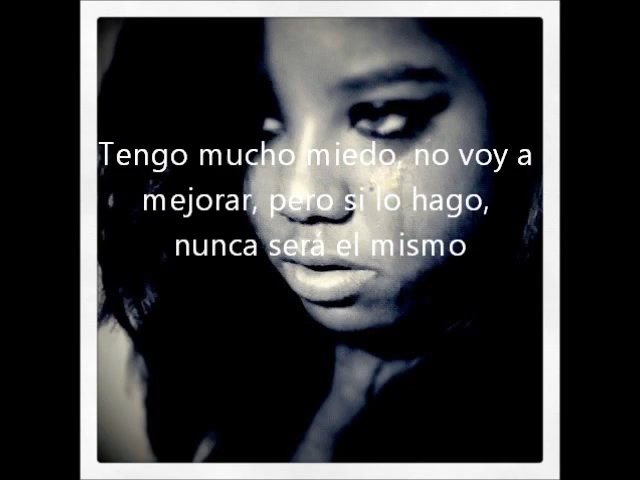 Tengo mucho miedo, no voy a
mejorar, pero si lo hago,
nunca será el mismo